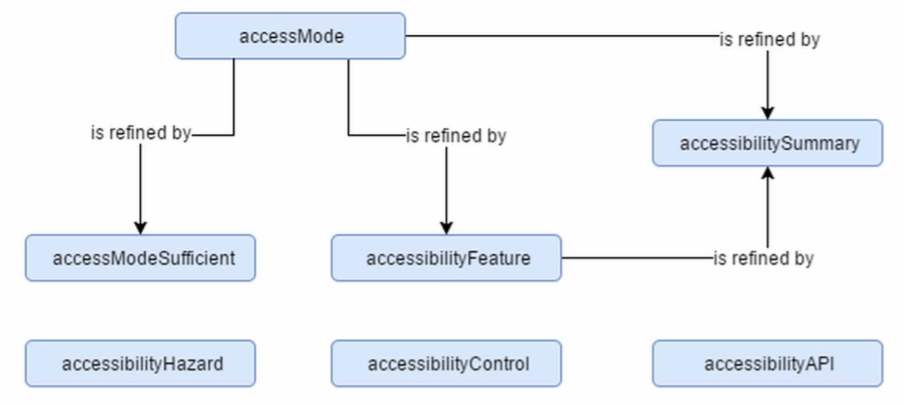 accessMode
is refined by
is refined by
is refined by
accessibilitySummary
accessModeSufficient
accessibilityFeature
is refined by
accessibilityHazard
accessibilityControl
accessibilityAPI